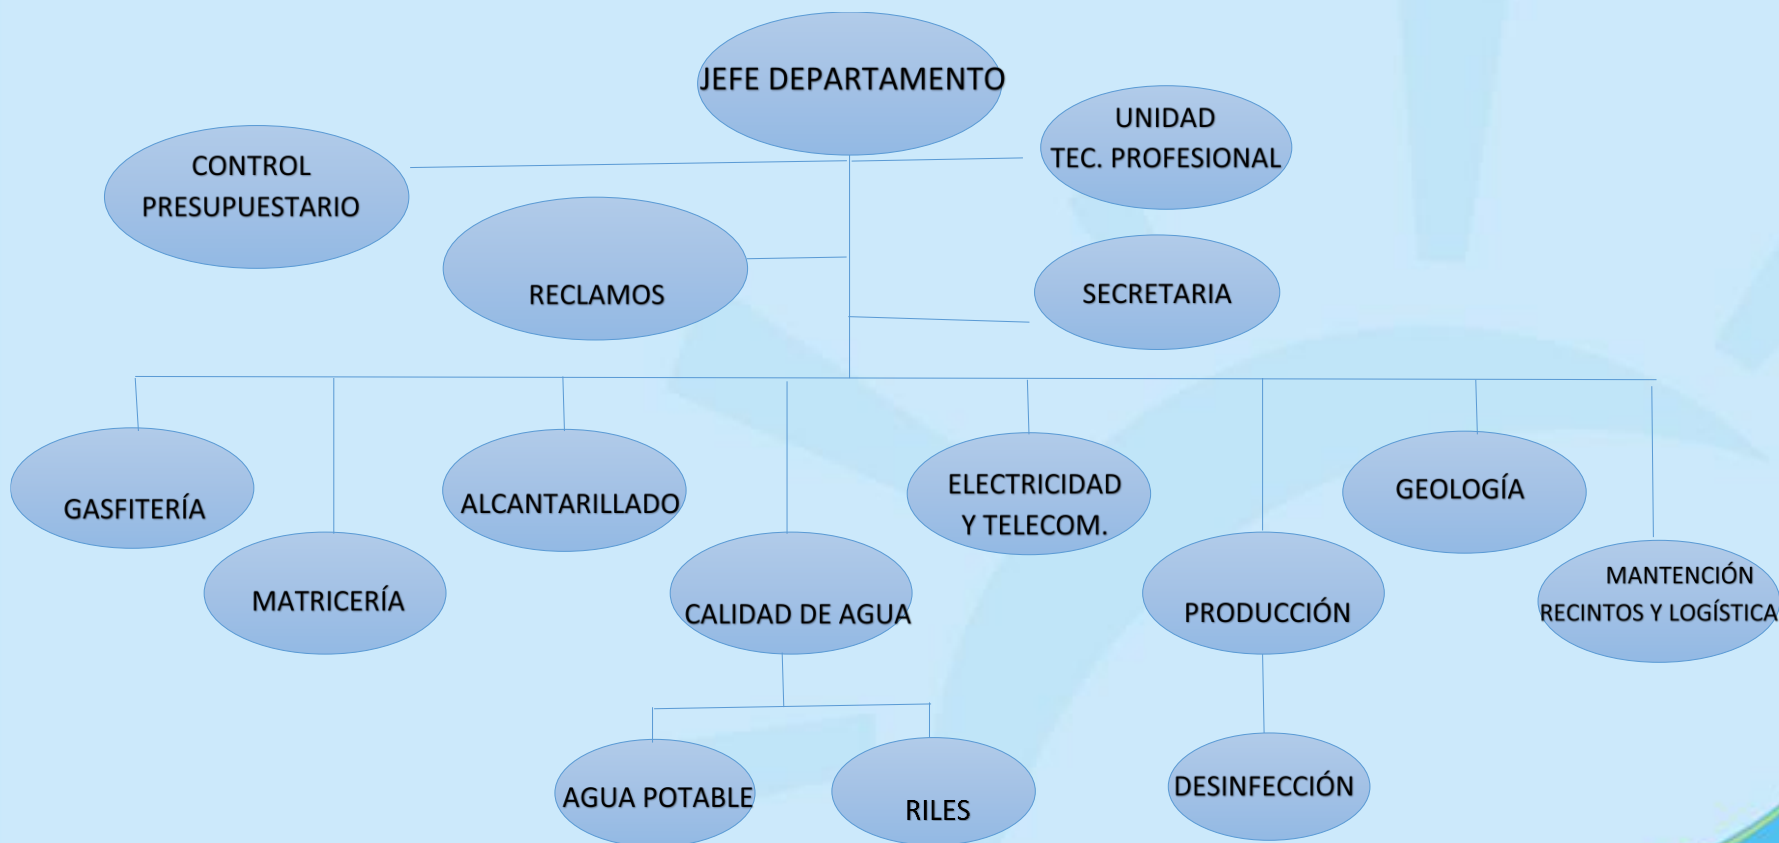 JEFE DEPARTAMENTO
UNIDAD
TEC. PROFESIONAL
CONTROL
PRESUPUESTARIO
RECLAMOS
SECRETARIA
GASFITERÍA
MATRICERÍA
ALCANTARILLADO
CALIDAD DE AGUA
ELECTRICIDAD
Y TELECOM.
PRODUCCIÓN
GEOLOGÍA
MANTENCIÓN
RECINTOS Y LOGÍSTICA
AGUA POTABLE
RILES
DESINFECCIÓN